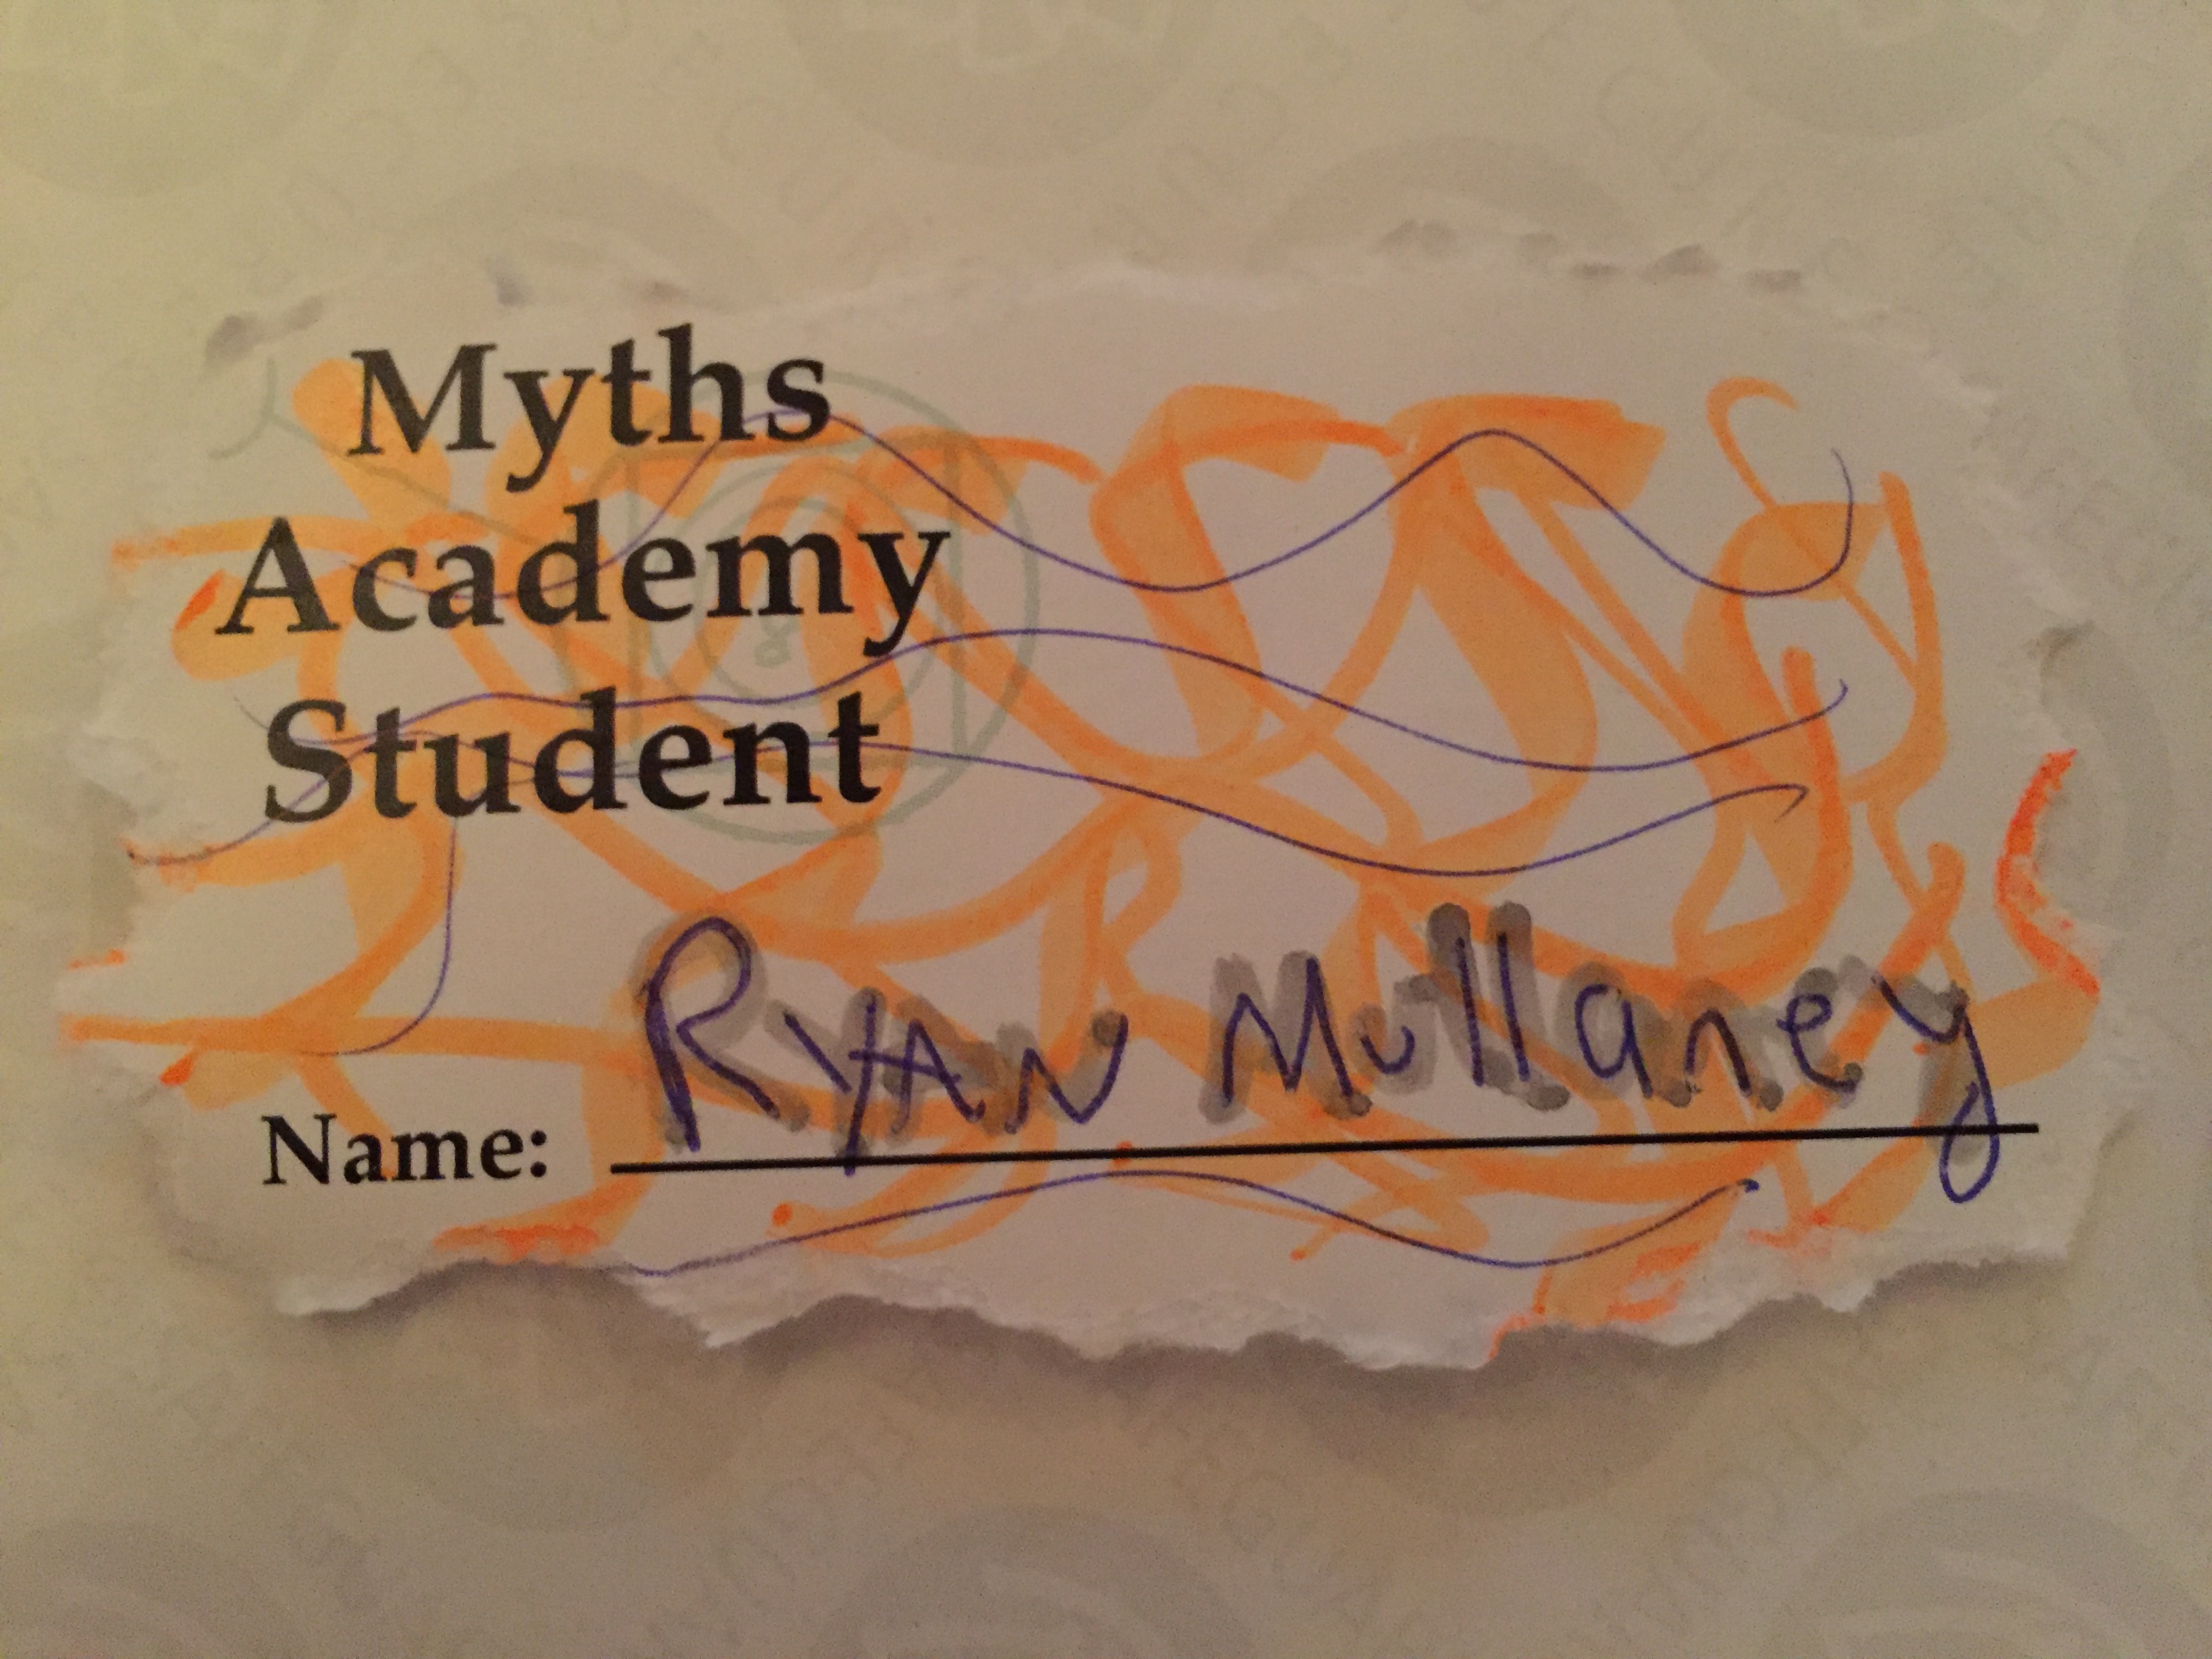 Myths
Academy
Student
Name: RYAN Mullaney